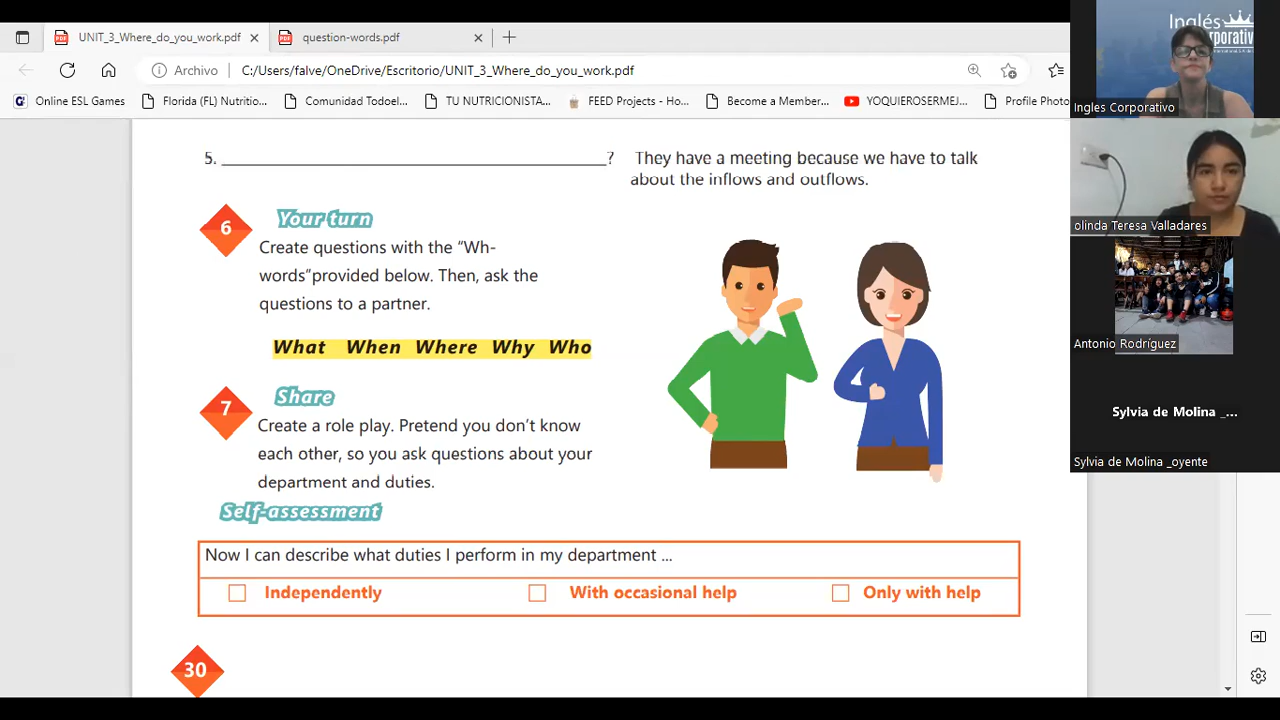 UNIT_3_Where_do_you_work.pdf
question-words.pdf
Archivo
C:/Users/falve/OneDrive/Escritorio/UNIT_3_Where_do_you_work.pdf
Online ESL Games
Florida (FL) Nutritio...
Comunidad Todoel...
TU NUTRICIONISTA...
FEED Projects - Ho...
Become a Member...
YOQUIEROSERMEJ...
Profile Photo
5. ______________________________________? They have a meeting because we have to talk
about the inflows and outflows.
6 Your turn
Create questions with the “Wh-
words”provided below. Then, ask the
questions to a partner.
What When Where Why Who
7 Share
Create a role play. Pretend you don’t know
each other, so you ask questions about your
department and duties.
Self-assessment
Now I can describe what duties I perform in my department ...
Independently
With occasional help
Only with help
30
Inglés
Ingles Corporativo
olinda Teresa Valladares
Antonio Rodríguez
Sylvia de Molina _...
Sylvia de Molina _oyente